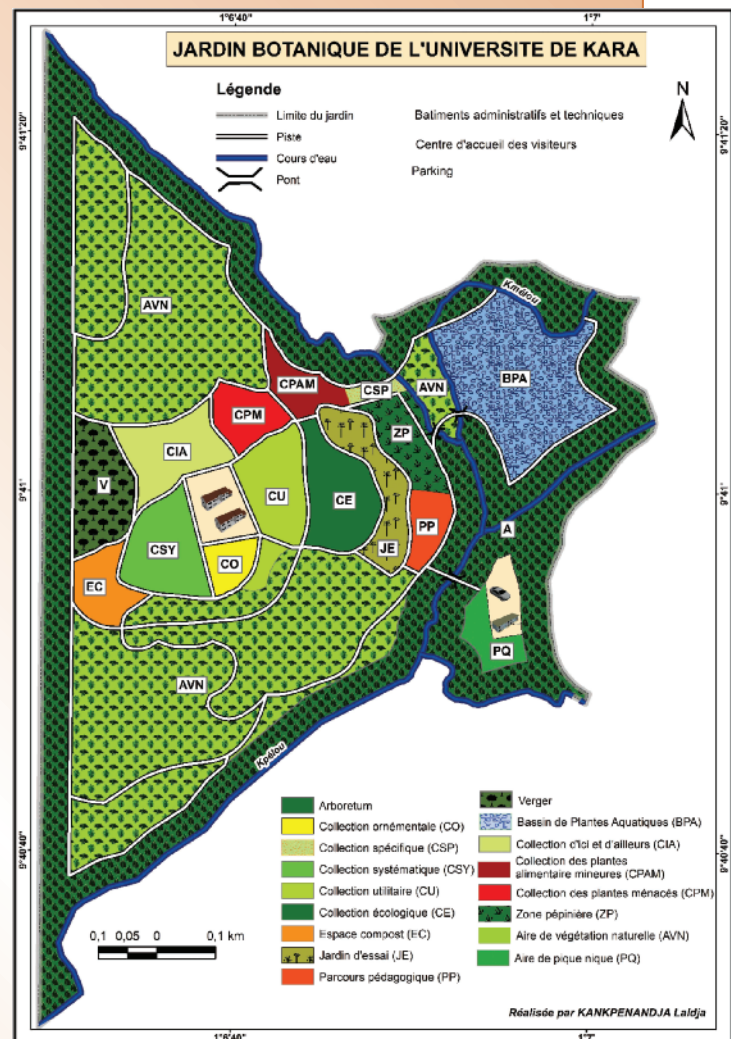 1°6'40"
1°7'
JARDIN BOTANIQUE DE L'UNIVERSITE DE KARA
Légende
Limite du jardin
Piste
Cours d'eau
Pont
Batiments administratifs et techniques
Centre d'accueil des visiteurs
Parking
N
9°41'20"
9°41'20"
Kmélou
AVN
BPA
CPAM
CSP
AVN
CPM
ZP
CIA
V
9°41'
9°41'
CU
CE
PP
A
CSY
JE
CO
EC
PQ
AVN
Kpélou
Arboretum
Collection ornémentale (CO)
Collection spécifique (CSP)
Collection systématique (CSY)
Collection utilitaire (CU)
Collection écologique (CE)
Espace compost (EC)
Jardin d'essai (JE)
Parcours pédagogique (PP)
Verger
Bassin de Plantes Aquatiques (BPA)
Collection d'ici et d'ailleurs (CIA)
Collection des plantes
alimentaire mineures (CPAM)
Collection des plantes ménacés (CPM)
Zone pépinière (ZP)
Aire de végétation naturelle (AVN)
Aire de pique nique (PQ)
9°40'40"
9°40'40"
0,1 0,05 0 0,1 km
Réalisée par KANKPENANDJA Laldja
1°6'40"
1°7'